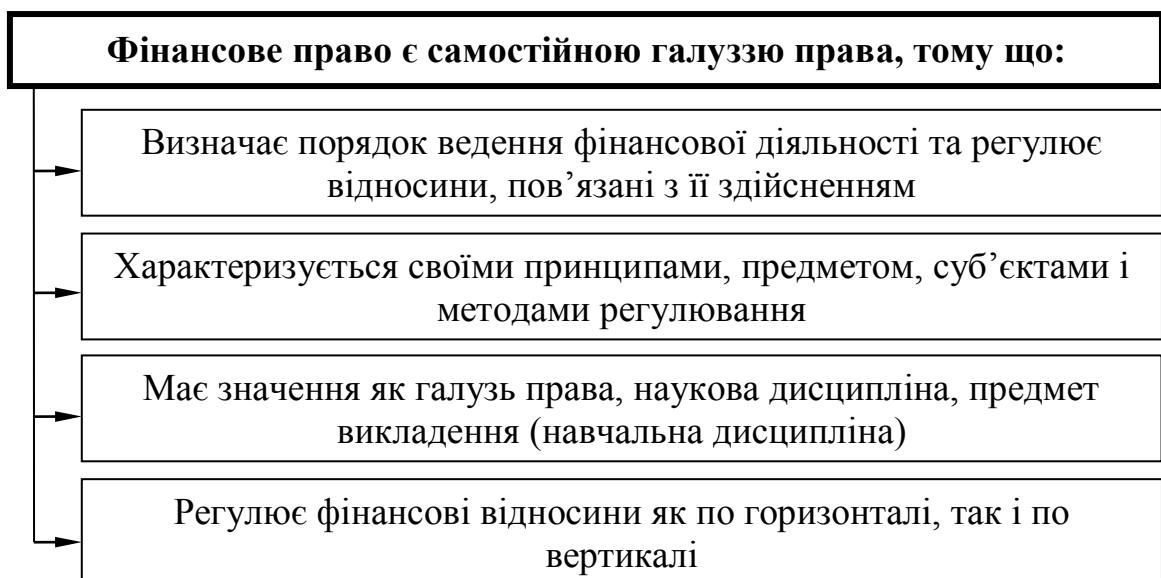 Фінансове право є самостійною галуззю права, тому що:
Визначає порядок ведення фінансової діяльності та регулює
відносини, пов’язані з її здійсненням
Характеризується своїми принципами, предметом, суб’єктами і
методами регулювання
Має значення як галузь права, наукова дисципліна, предмет
викладення (навчальна дисципліна)
Регулює фінансові відносини як по горизонталі, так і по
вертикалі